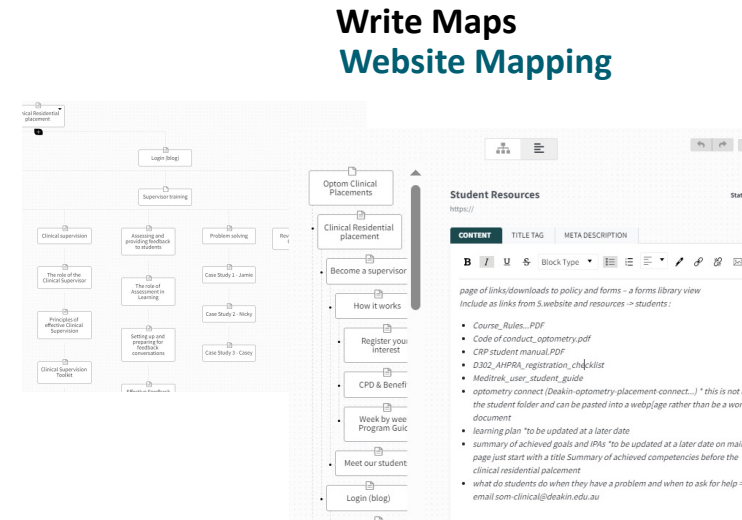 Write Maps
Website Mapping
placement
Login (blog)
Supervisor training
Clinical supervision
Assessing and
providing feedback
to students
Problem solving
The role of the
Clinical Supervisor
The role of
Assessment in
Learning
Case Study 1 - Jamie
Principles of
effective Clinical
Supervision
Setting up and
preparing for
feedback
conversations
Case Study 2 - Nicky
Case Study 3 - Casey
Clinical Supervision
Toolkit
Optom Clinical
Placements
Clinical Residential
placement
Become a supervisor
How it works
Register your
interest
CPD & Benefi
Week by wee
Program Guid
Meet our student
Login (blog)
Student Resources
https://
Stat
CONTENT TITLE TAG META DESCRIPTION
B I U S Block Type
page of links/downloads to policy and forms – a forms library view
Include as links from 5.website and resources -> students :
• Course_Rules...PDF
• Code of conduct_optometry.pdf
• CRP student manual.PDF
• D302_AHPRA_registration_checklist
• Meditrek_user_student_guide
• optometry connect (Deakin-optometry-placement-connect...) * this is not
the student folder and can be pasted into a webp[age rather than be a wor
document
• learning plan *to be updated at a later date
• summary of achieved goals and IPAs *to be updated at a later date on mai
page just start with a title Summary of achieved competencies before the
clinical residential palcement
• what do students do when they have a problem and when to ask for help =
email som-clinical@deakin.edu.au